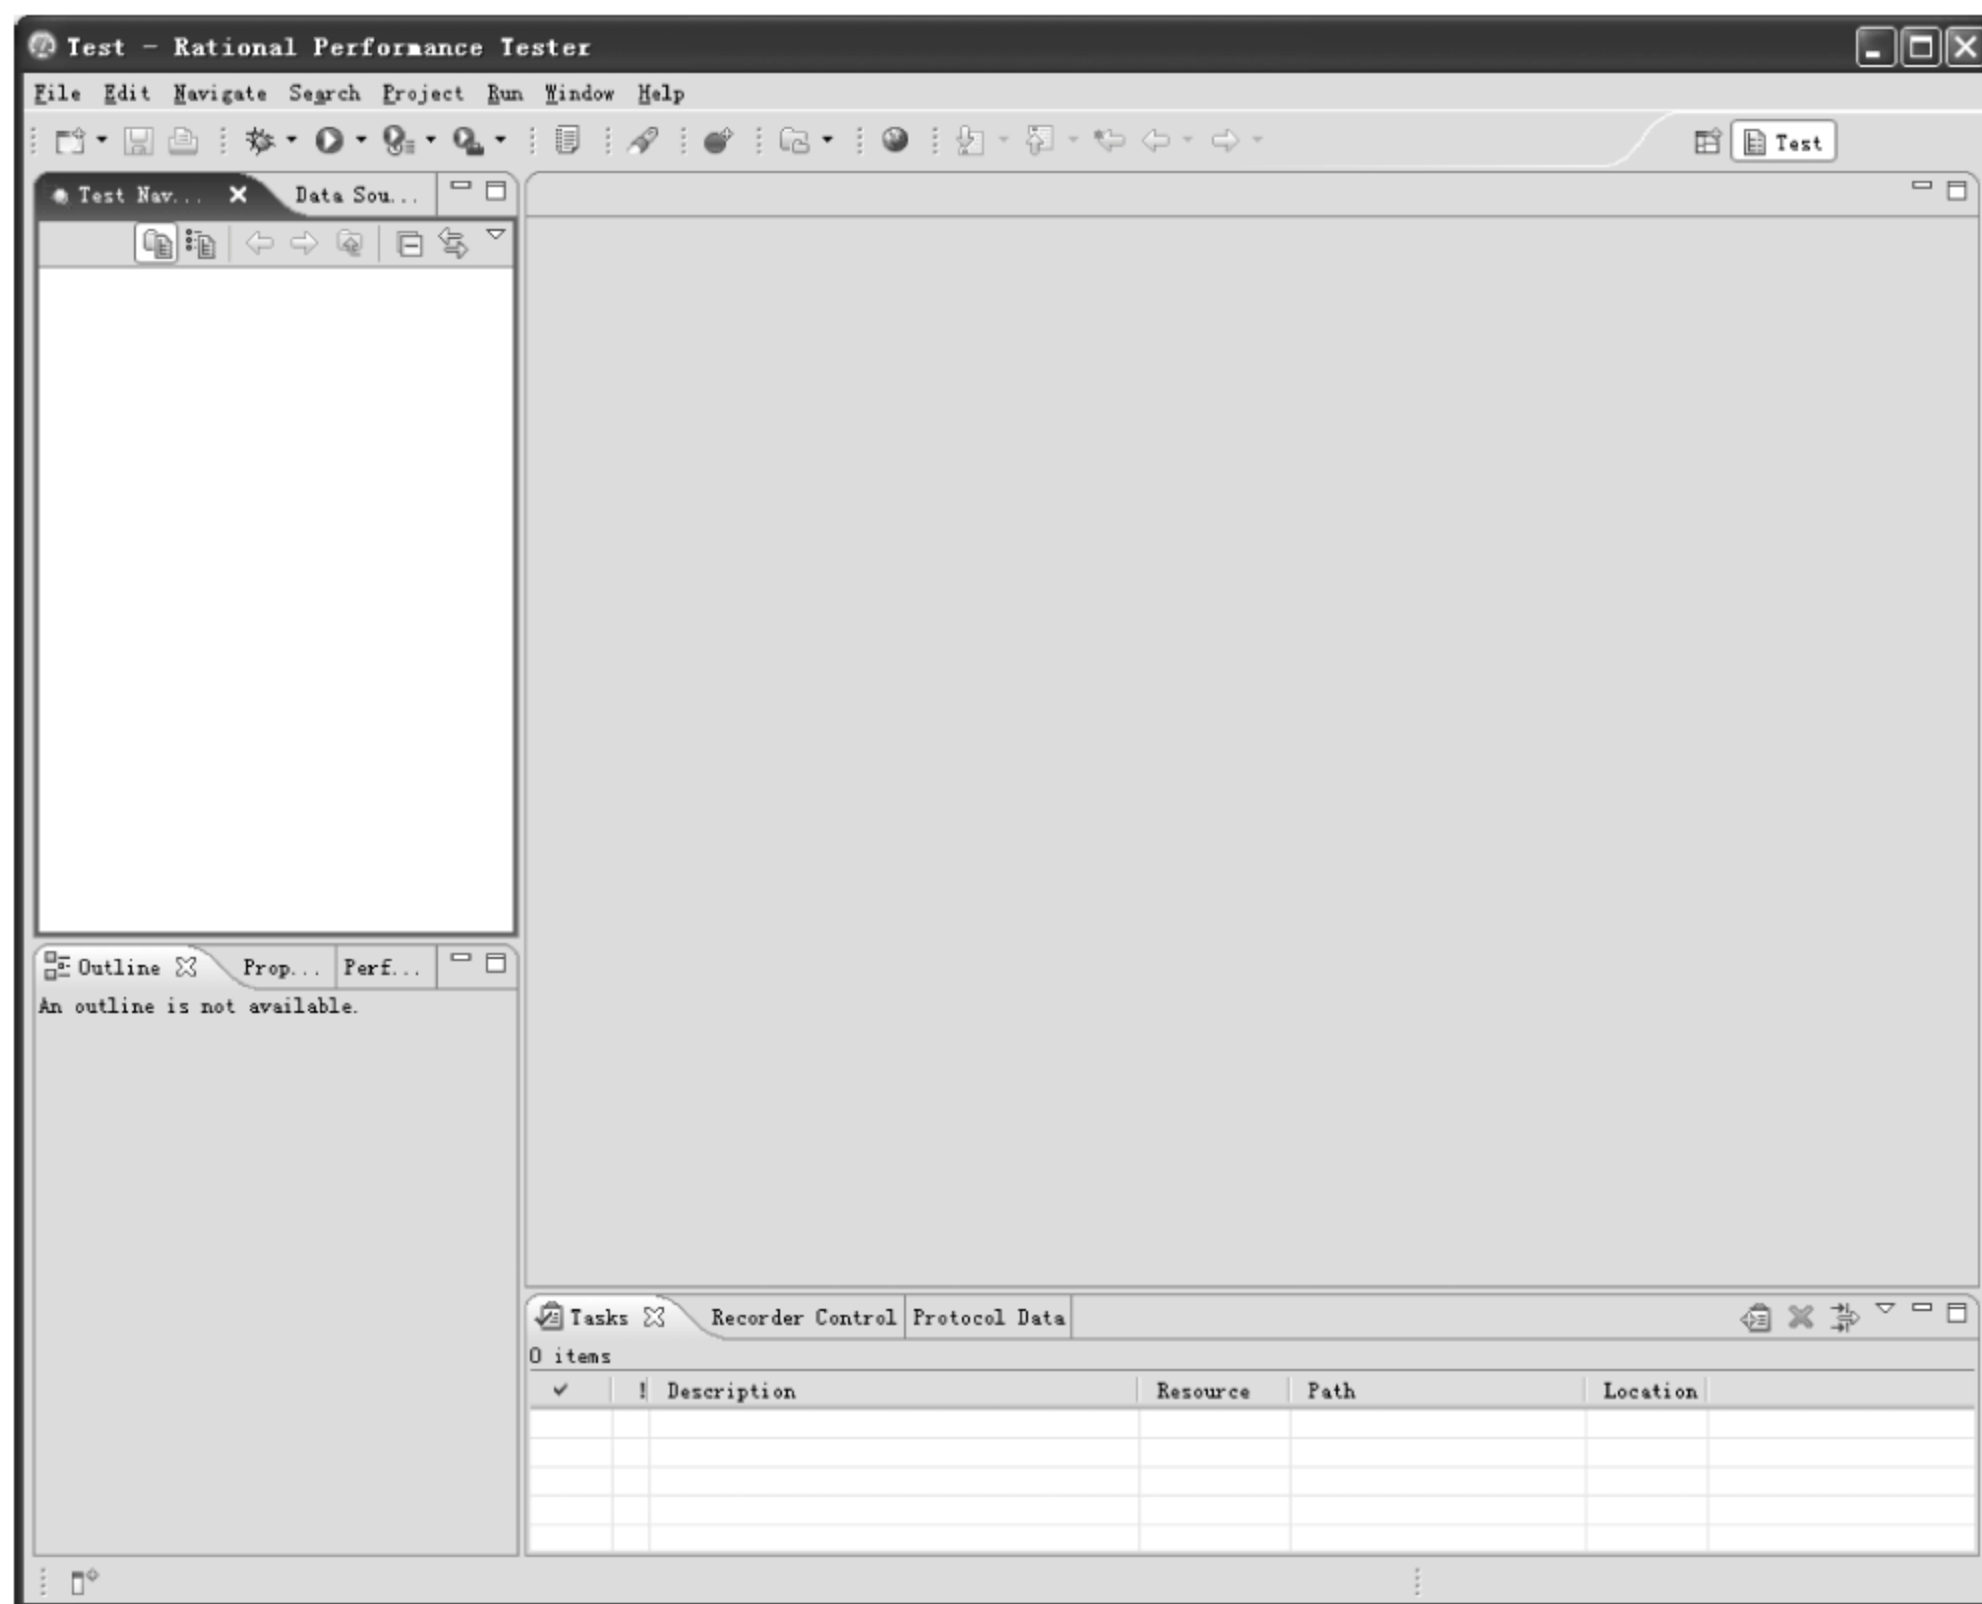 Test - Rational Performance Tester
File Edit Navigate Search Project Run Window Help
Test
Test Nav... Data Sou...
Outline Prop... Perf...
An outline is not available.
Tasks Recorder Control Protocol Data
0 items
! Description Resource Path Location